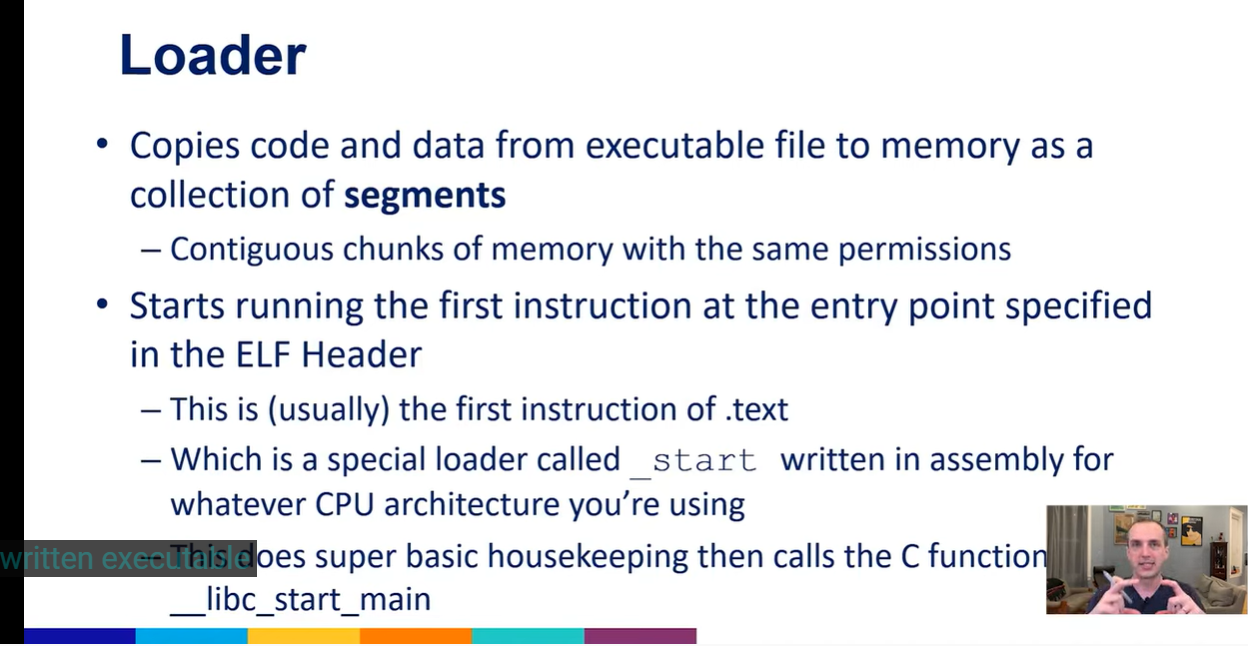 Loader
• Copies code and data from executable file to memory as a
collection of segments
– Contiguous chunks of memory with the same permissions
• Starts running the first instruction at the entry point specified
in the ELF Header
– This is (usually) the first instruction of .text
– Which is a special loader called _start written in assembly for
whatever CPU architecture you’re using
– This does super basic housekeeping then calls the C function
__libc_start_main
written executable